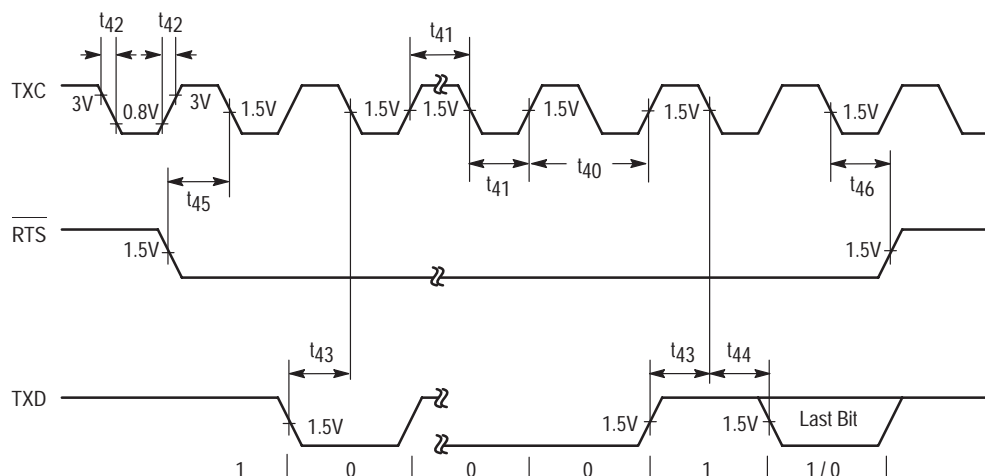 t42 t42 t41
TXC 3V 0.8V 3V 1.5V 1.5V 1.5V 1.5V 1.5V 1.5V
t45 t41 t40 t46
RTS 1.5V 1.5V
t43 t43 t44
TXD 1.5V 1.5V 1.5V Last Bit
1 0 0 0 1 1/0